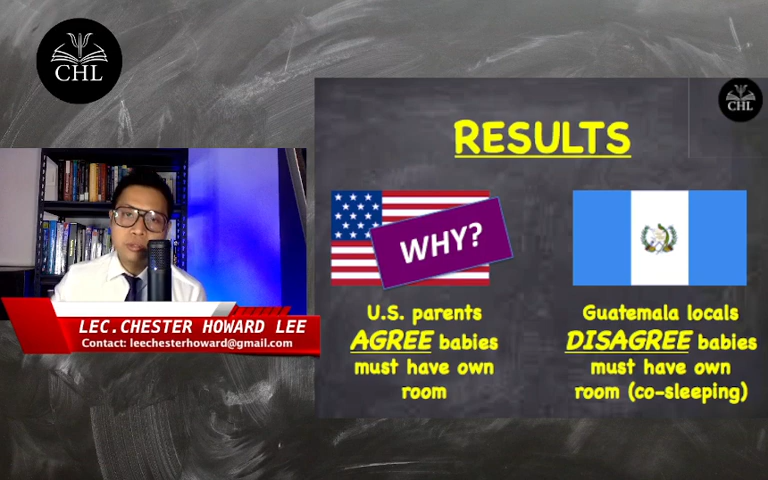 CHL
CHL
RESULTS
WHY?
U.S. parents
AGREE babies
must have own
room
Guatemala locals
DISAGREE babies
must have own
room (co-sleeping)
LEC.CHESTER HOWARD LEE
Contact: leechesterhoward@gmail.com